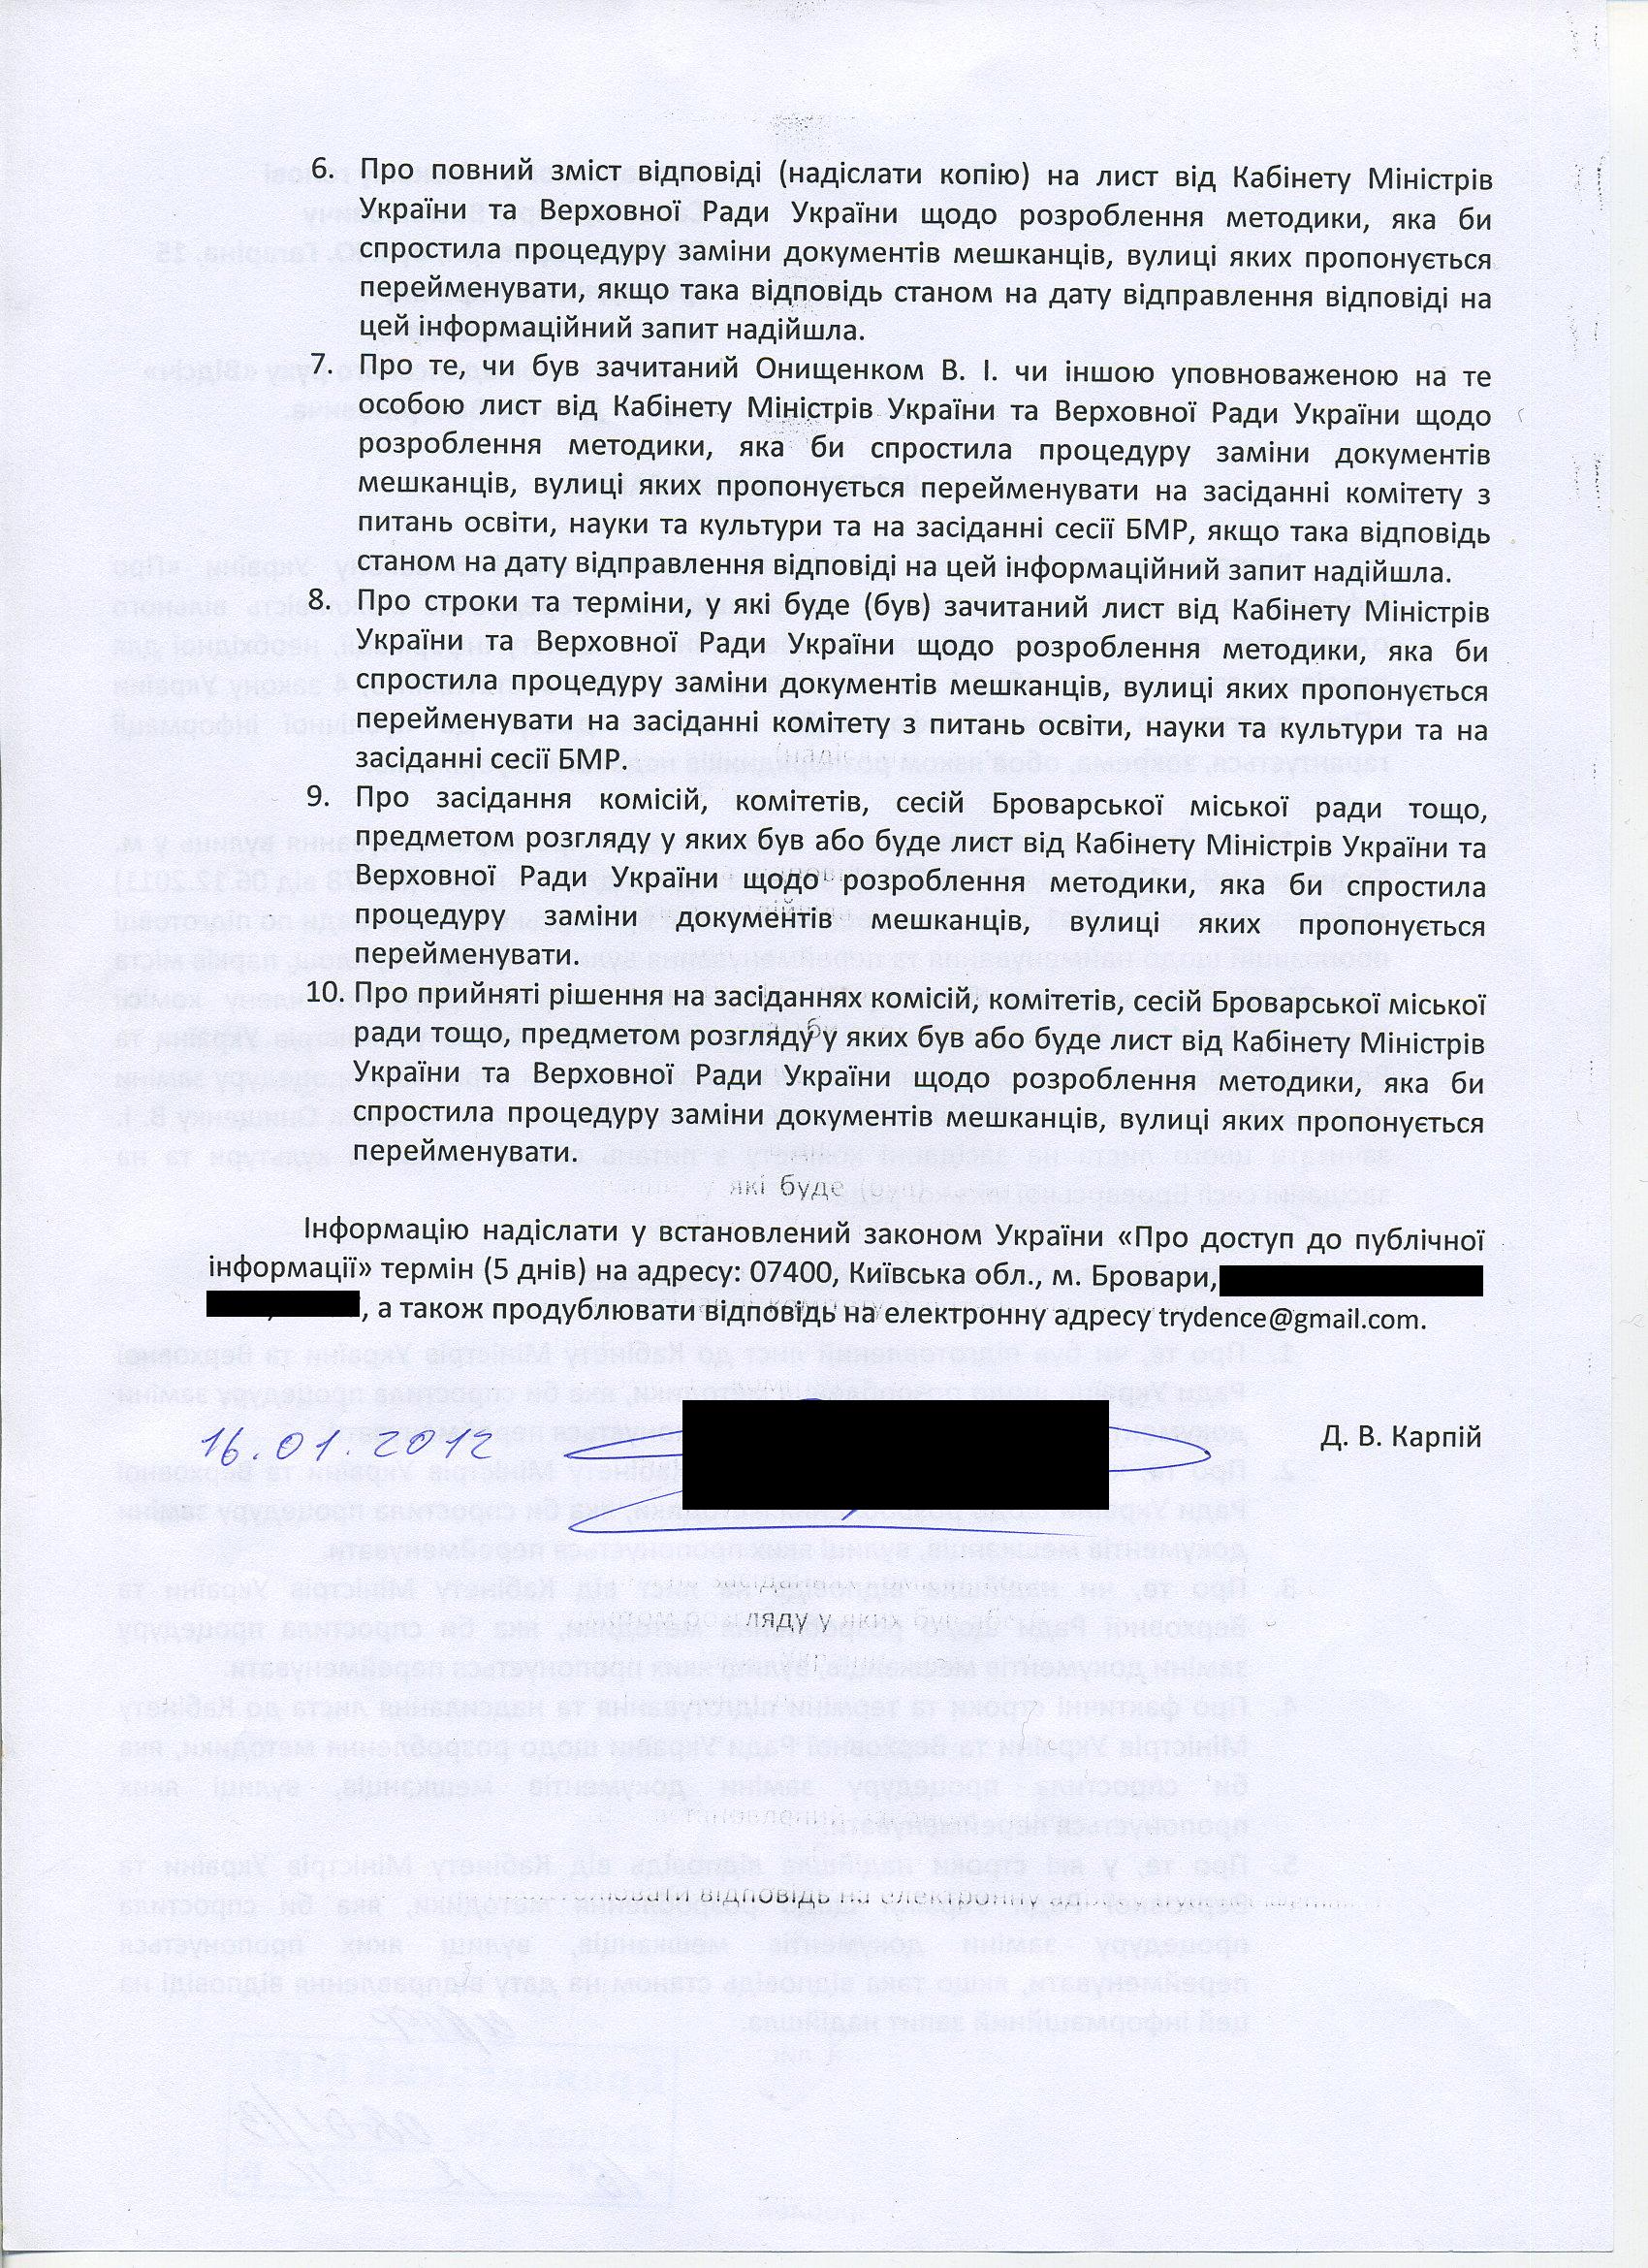 6. Про повний зміст відповіді (надіслати копію) на лист від Кабінету Міністрів
України та Верховної Ради України щодо розроблення методики, яка би
спростила процедуру заміни документів мешканців, вулиці яких пропонується
перейменувати, якщо така відповідь станом на дату відправлення відповіді на
цей інформаційний запит надійшла.
7. Про те, чи був зачитаний Онищенком В. І. чи іншою уповноваженою на те
особою лист від Кабінету Міністрів України та Верховної Ради України щодо
розроблення методики, яка би спростила процедуру заміни документів
мешканців, вулиці яких пропонується перейменувати на засіданні комітету з
питань освіти, науки та культури та на засіданні сесії БМР, якщо така відповідь
станом на дату відправлення відповіді на цей інформаційний запит надійшла.
8. Про строки та терміни, у які буде (був) зачитаний лист від Кабінету Міністрів
України та Верховної Ради України щодо розроблення методики, яка би
спростила процедуру заміни документів мешканців, вулиці яких пропонується
перейменувати на засіданні комітету з питань освіти, науки та культури та на
засіданні сесії БМР.
9. Про засідання комісій, комітетів, сесій Броварської міської ради тощо,
предметом розгляду у яких був або буде лист від Кабінету Міністрів України та
Верховної Ради України щодо розроблення методики, яка би спростила
процедуру заміни документів мешканців, вулиці яких пропонується
перейменувати.
10. Про прийняті рішення на засіданнях комісій, комітетів, сесій Броварської міської
ради тощо, предметом розгляду у яких був або буде лист від Кабінету Міністрів
України та Верховної Ради України щодо розроблення методики, яка би
спростила процедуру заміни документів мешканців, вулиці яких пропонується
перейменувати.
Інформацію надіслати у встановлений законом України «Про доступ до публічної
інформації» термін (5 днів) на адресу: 07400, Київська обл., м. Бровари,
, а також продублювати відповідь на електронну адресу trydence@gmail.com.
16.01.2012
Д. В. Карпій